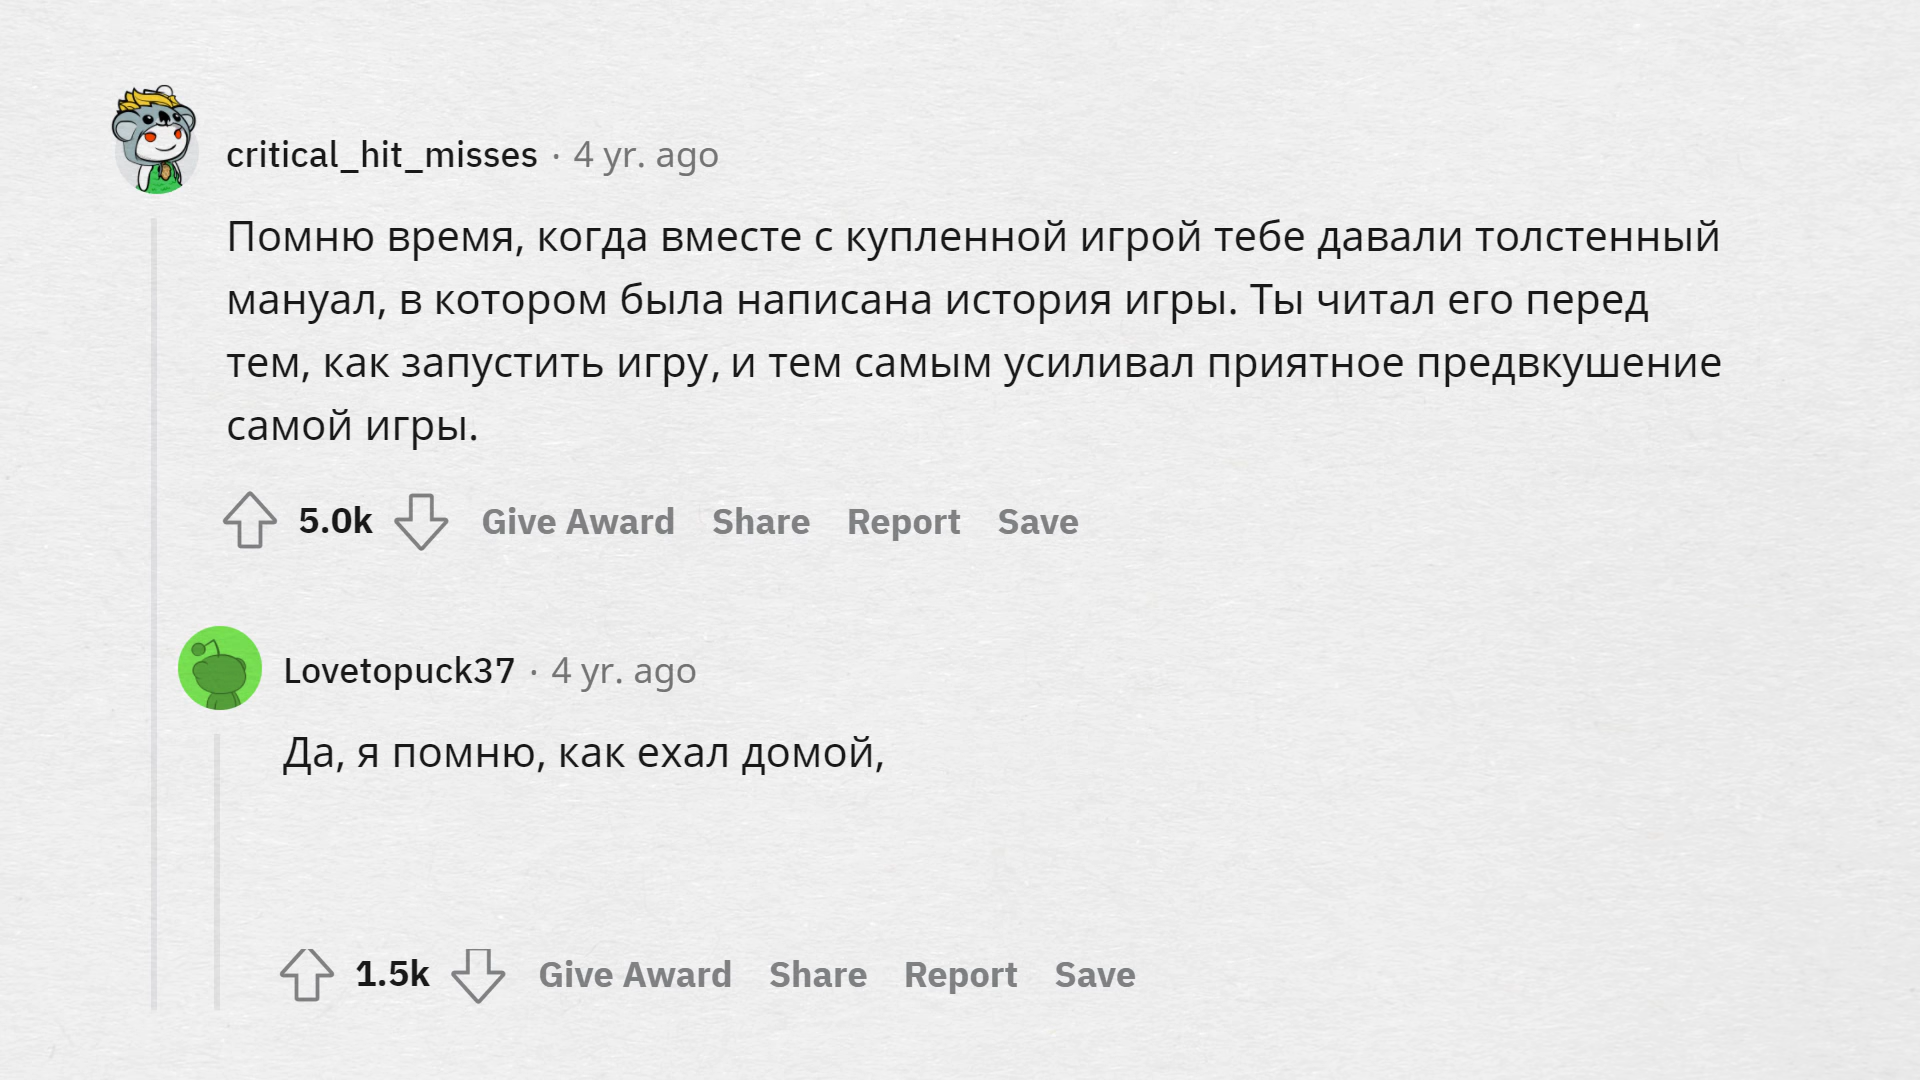 critical_hit_misses · 4 yr. ago
Помню время, когда вместе с купленной игрой тебе давали толстенный
мануал, в котором была написана история игры. Ты читал его перед
тем, как запустить игру, и тем самым усиливал приятное предвкушение
самой игры.
5.0k Give Award Share Report Save
Lovetopuck37 · 4 yr. ago
Да, я помню, как ехал домой,
1.5k Give Award Share Report Save